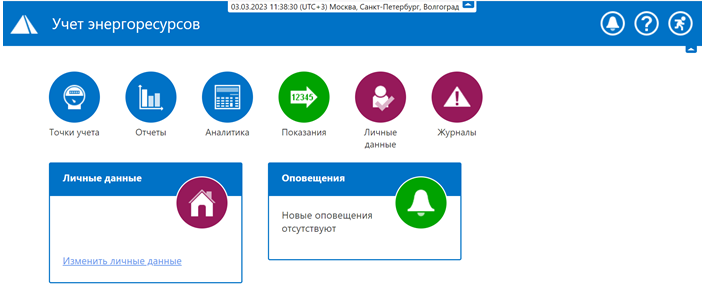 03.03.2023 11:38:30 (UTC+3) Москва, Санкт-Петербург, Волгоград
Учет энергоресурсов
?
12345
Точки учета
Отчеты
Аналитика
Показания
Личные
данные
Журналы
Личные данные
Изменить личные данные
Оповещения
Новые оповещения
отсутствуют